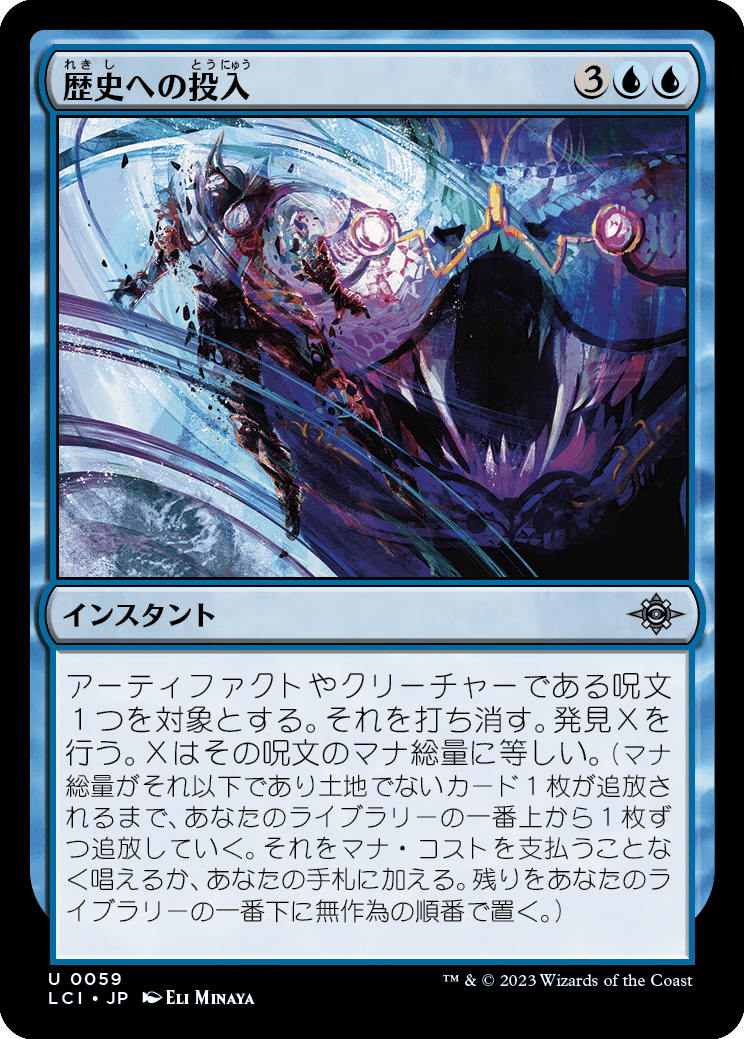 れきし とうにゅう
歴史への投入 3
インスタント
アーティファクトやクリーチャーである呪文
1つを対象とする。それを打ち消す。発見Xを
行う。Xはその呪文のマナ総量に等しい。（マナ
総量がそれ以下であり土地でないカード1枚が追放さ
れるまで、あなたのライブラリーの一番上から1枚ず
つ追放していく。それをマナ・コストを支払うことな
く唱えるか、あなたの手札に加える。残りをあなたのラ
イブラリーの一番下に無作為の順番で置く。）
U 0059
LCI • JP Eli Minaya
™ & © 2023 Wizards of the Coast